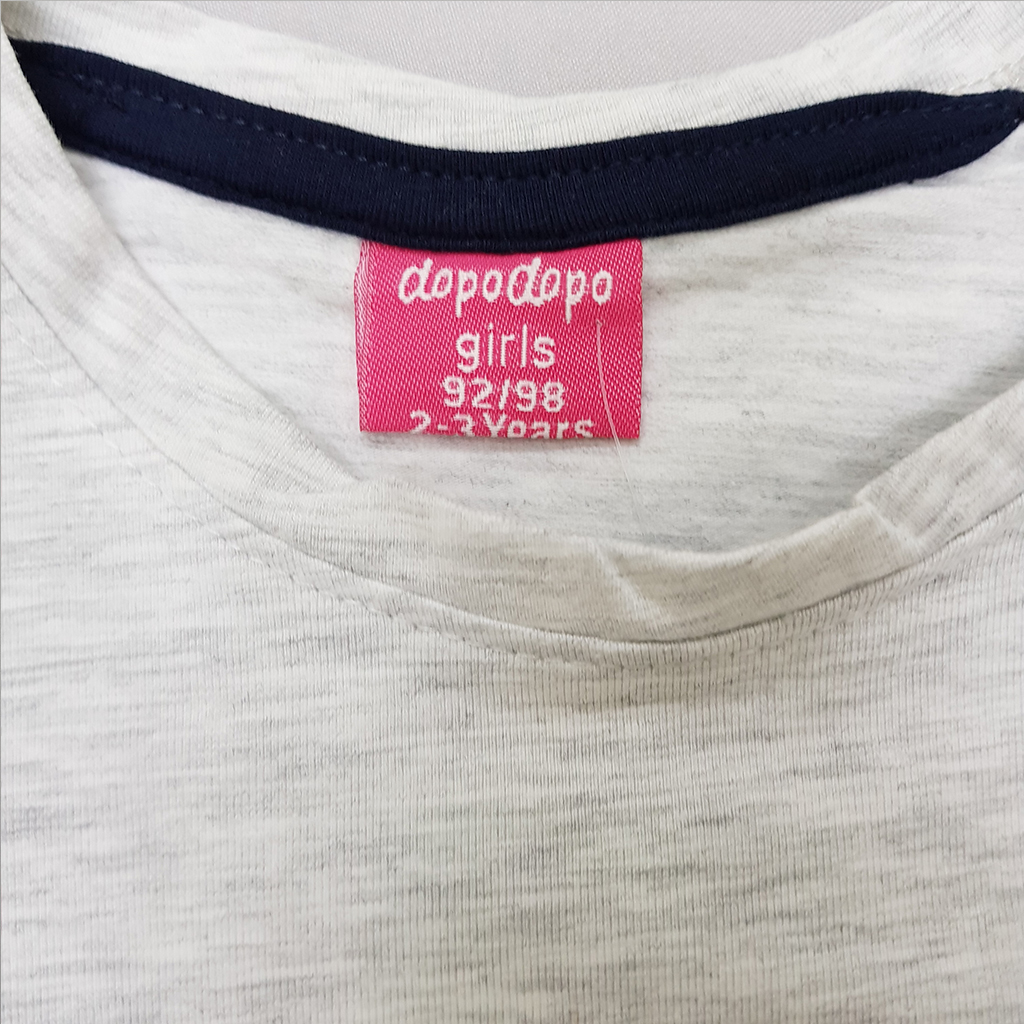 dopodopo
girls
92/98
2-3 Years